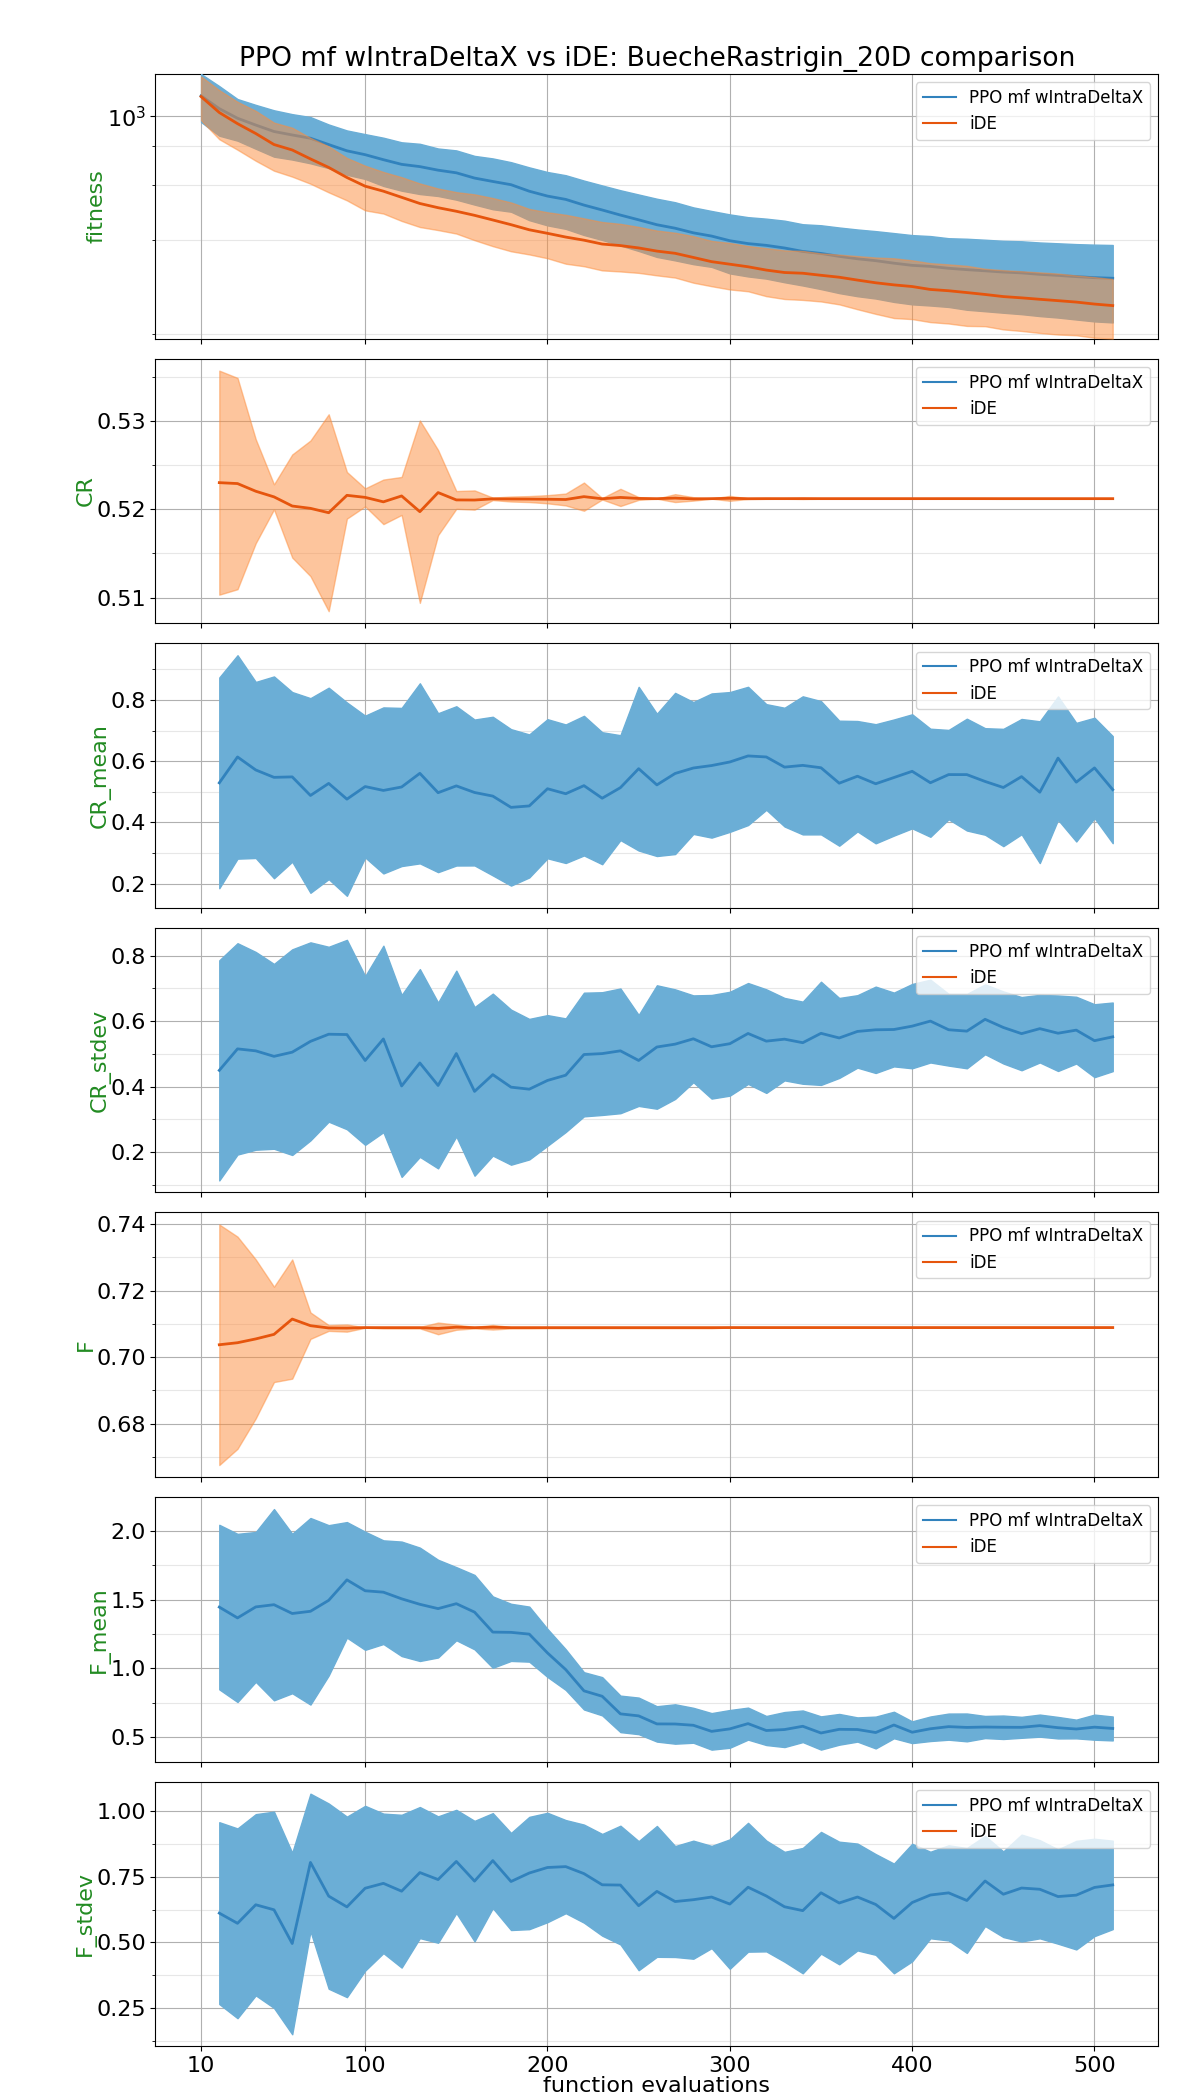 PPO mf wIntraDeltaX vs iDE: BuecheRastrigin_20D comparison
10³
fitness
PPO mf wIntraDeltaX
iDE
0.53
0.52
0.51
CR
PPO mf wIntraDeltaX
iDE
0.8
0.6
0.4
0.2
CR_mean
PPO mf wIntraDeltaX
iDE
0.8
0.6
0.4
0.2
CR_stdev
PPO mf wIntraDeltaX
iDE
0.74
0.72
0.70
0.68
F
PPO mf wIntraDeltaX
iDE
2.0
1.5
1.0
0.5
F_mean
PPO mf wIntraDeltaX
iDE
1.00
0.75
0.50
0.25
F_stdev
PPO mf wIntraDeltaX
iDE
10 100 200 300 400 500
function evaluations